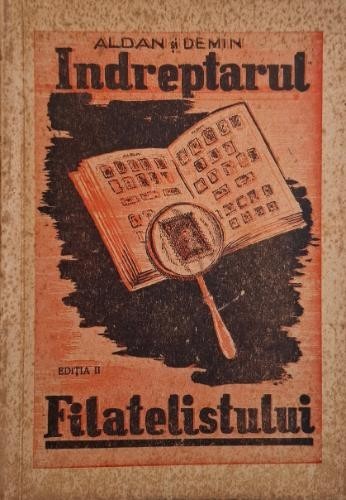 ALDAN și DEMIN
Indreptarul
EDIȚIA II
Filatelistului